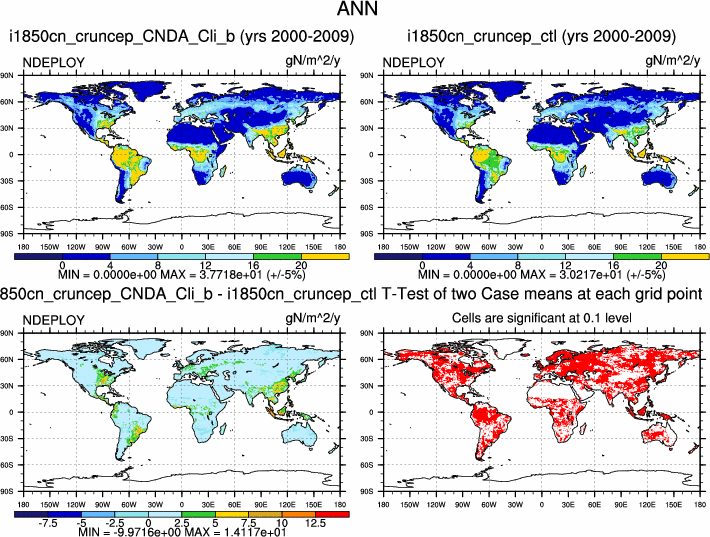 ANN
i1850cn_cruncep_CNDA_Cli_b (yrs 2000-2009)
NDEPLOY gN/m^2/y
90N
60N
30N
0
30S
60S
90S
180 150W 120W 90W 60W 30W 0 30E 60E 90E 120E 150E 180
0 4 8 12 16 20
MIN = 0.0000e+00 MAX = 3.7718e+01 (+/-5%)
i1850cn_cruncep_ctl (yrs 2000-2009)
NDEPLOY gN/m^2/y
90N
60N
30N
0
30S
60S
90S
180 150W 120W 90W 60W 30W 0 30E 60E 90E 120E 150E 180
0 4 8 12 16 20
MIN = 0.0000e+00 MAX = 3.0217e+01 (+/-5%)
850cn_cruncep_CNDA_Cli_b - i1850cn_cruncep_ctl
NDEPLOY gN/m^2/y
90N
60N
30N
0
30S
60S
90S
180 150W 120W 90W 60W 30W 0 30E 60E 90E 120E 150E 180
-7.5 -5 -2.5 0 2.5 5 7.5 10 12.5
MIN = -9.9716e+00 MAX = 1.4117e+01
T-Test of two Case means at each grid point
Cells are significant at 0.1 level
90N
60N
30N
0
30S
60S
90S
180 150W 120W 90W 60W 30W 0 30E 60E 90E 120E 150E 180